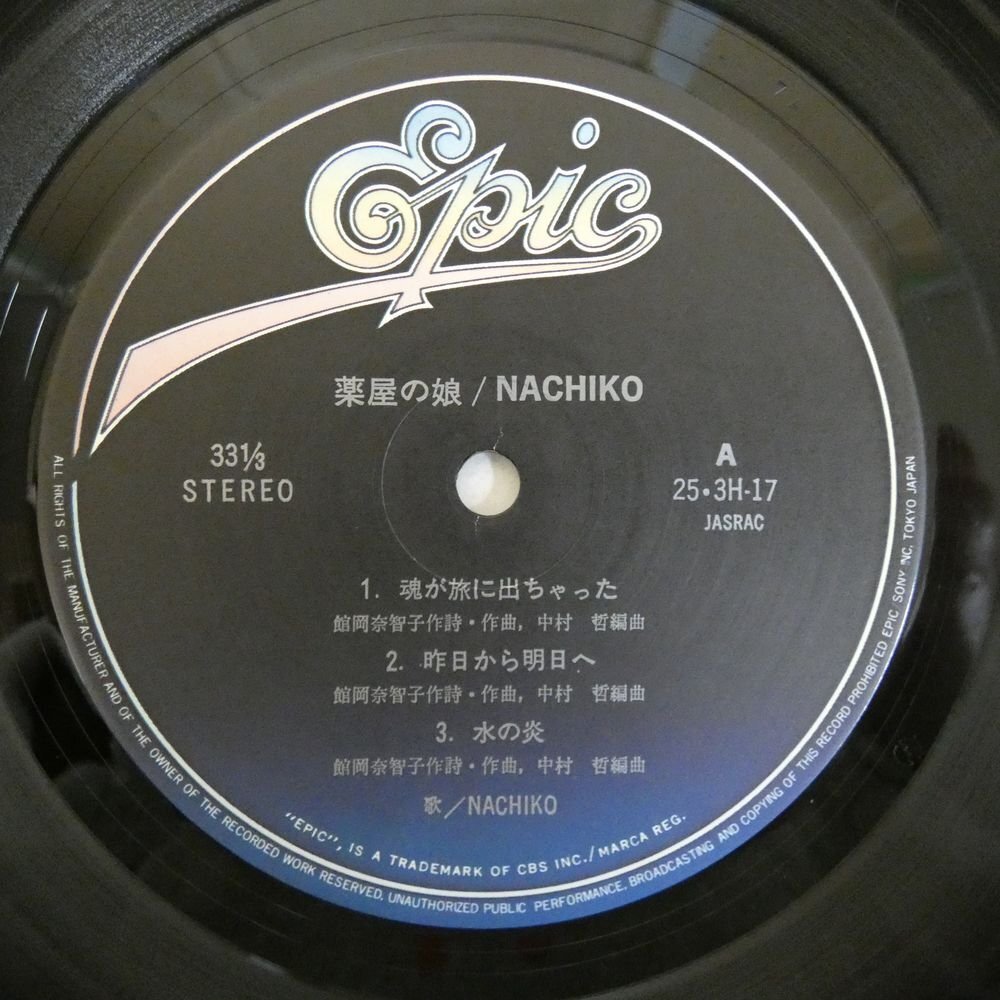 Epic
薬屋の娘 / NACHIKO
33⅓
STEREO
A
25・3H-17
JASRAC
1. 魂が旅に出ちゃった
館岡奈智子作詩・作曲, 中村 哲編曲
2. 昨日から明日へ
館岡奈智子作詩・作曲, 中村 哲編曲
3. 水の炎
館岡奈智子作詩・作曲, 中村 哲編曲
歌／NACHIKO
"EPIC", IS A TRADEMARK OF CBS INC./MARCA REG.
ALL RIGHTS OF THE MANUFACTURER AND OF THE OWNER OF THE RECORDED WORK RESERVED. UNAUTHORIZED PUBLIC PERFORMANCE, BROADCASTING AND COPYING OF THIS RECORD PROHIBITED EPIC/SONY INC. TOKYO JAPAN